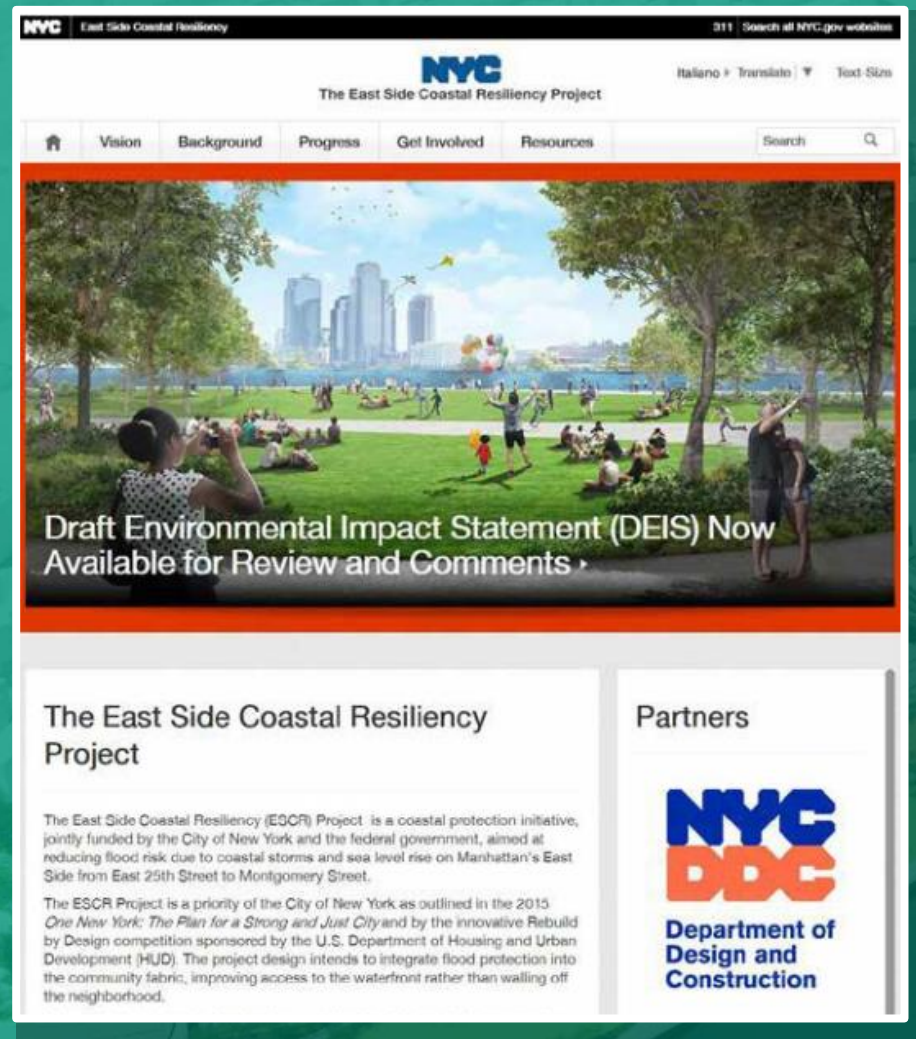 NYC East Side Coastal Resiliency 311 Search all NYC.gov websites
NYC
The East Side Coastal Resiliency Project
Italiano Translate ▼ Text-Size
Vision Background Progress Get Involved Resources Search
Draft Environmental Impact Statement (DEIS) Now
Available for Review and Comments
The East Side Coastal Resiliency
Project
The East Side Coastal Resiliency (ESCR) Project is a coastal protection initiative,
jointly funded by the City of New York and the federal government, aimed at
reducing flood risk due to coastal storms and sea level rise on Manhattan's East
Side from East 25th Street to Montgomery Street.
The ESCR Project is a priority of the City of New York as outlined in the 2015
One New York: The Plan for a Strong and Just City and by the innovative Rebuild
by Design competition sponsored by the U.S. Department of Housing and Urban
Development (HUD). The project design intends to integrate flood protection into
the community fabric, improving access to the waterfront rather than walling off
the neighborhood.
Partners
NYC
DDC
Department of
Design and
Construction